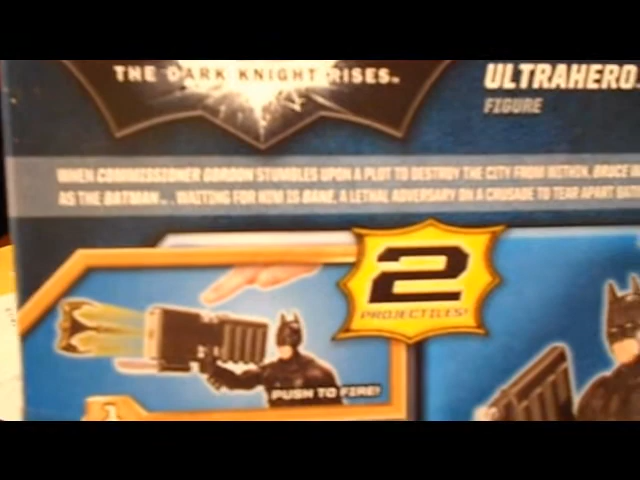 THE DARK KNIGHT RISES™
ULTRAHERO
FIGURE
WHEN COMMISSIONER GORDON STUMBLES UPON A PLOT TO DESTROY THE CITY FROM WITHIN, BRUCE
AS THE BATMAN... WAITING FOR HIM IS BANE, A LETHAL ADVERSARY ON A CRUSADE TO TEAR APART
2
PROJECTILES!
PUSH TO FIRE!
1